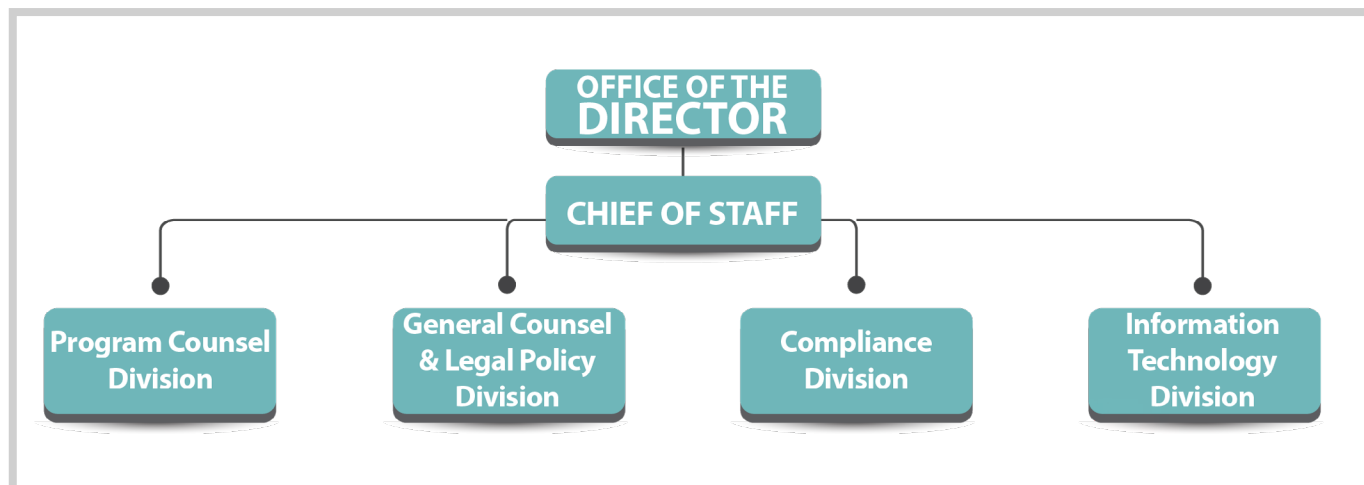 OFFICE OF THE
DIRECTOR
CHIEF OF STAFF
Program Counsel
Division
General Counsel
& Legal Policy
Division
Compliance
Division
Information
Technology
Division